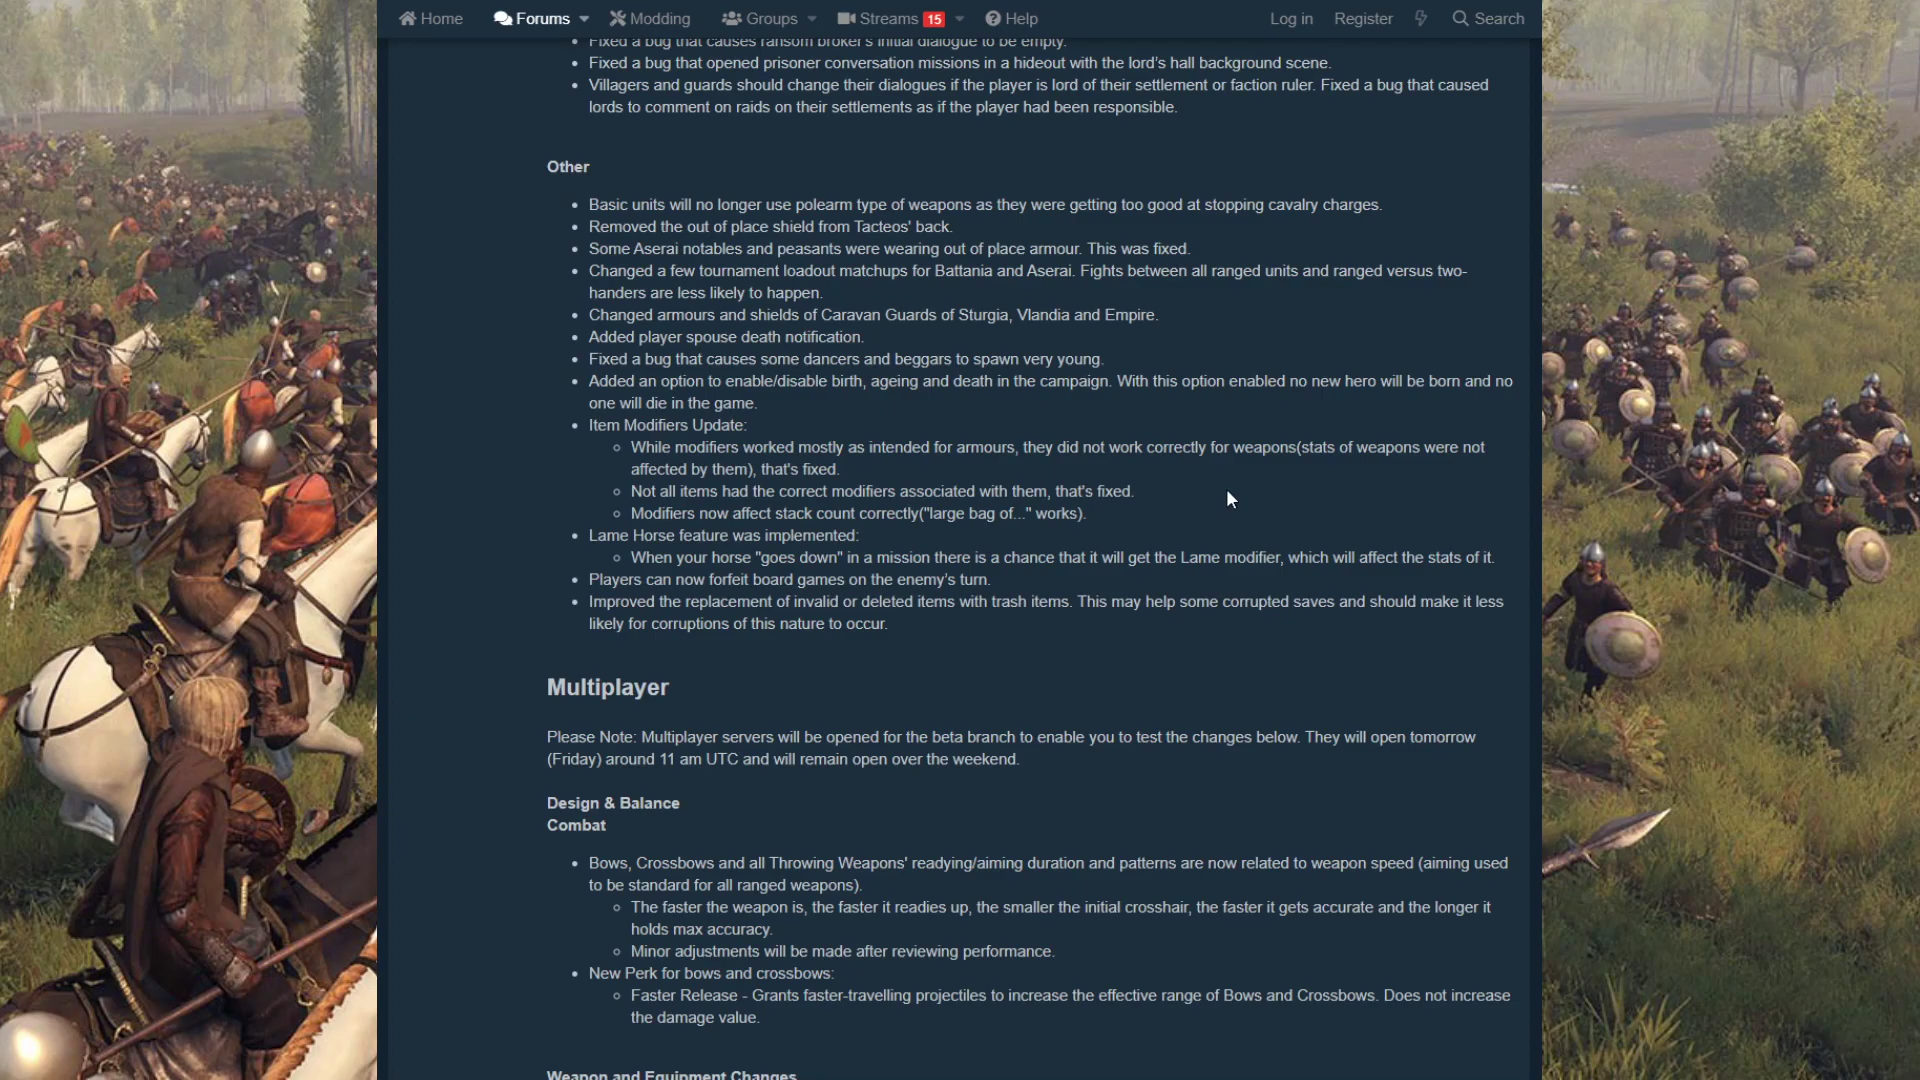 Home Forums Modding Groups Streams 15 Help Log in Register Search
Fixed a bug that causes ransom broker's initial dialogue to be empty.
Fixed a bug that opened prisoner conversation missions in a hideout with the lord's hall background scene.
Villagers and guards should change their dialogues if the player is lord of their settlement or faction ruler. Fixed a bug that caused
lords to comment on raids on their settlements as if the player had been responsible.
Other
Basic units will no longer use polearm type of weapons as they were getting too good at stopping cavalry charges.
Removed the out of place shield from Tacteos' back.
Some Aserai notables and peasants were wearing out of place armour. This was fixed.
Changed a few tournament loadout matchups for Battania and Aserai. Fights between all ranged units and ranged versus two-
handers are less likely to happen.
Changed armours and shields of Caravan Guards of Sturgia, Vlandia and Empire.
Added player spouse death notification.
Fixed a bug that causes some dancers and beggars to spawn very young.
Added an option to enable/disable birth, ageing and death in the campaign. With this option enabled no new hero will be born and no
one will die in the game.
Item Modifiers Update:
While modifiers worked mostly as intended for armours, they did not work correctly for weapons(stats of weapons were not
affected by them), that's fixed.
Not all items had the correct modifiers associated with them, that's fixed.
Modifiers now affect stack count correctly("large bag of..." works).
Lame Horse feature was implemented:
When your horse "goes down" in a mission there is a chance that it will get the Lame modifier, which will affect the stats of it.
Players can now forfeit board games on the enemy's turn.
Improved the replacement of invalid or deleted items with trash items. This may help some corrupted saves and should make it less
likely for corruptions of this nature to occur.
Multiplayer
Please Note: Multiplayer servers will be opened for the beta branch to enable you to test the changes below. They will open tomorrow
(Friday) around 11 am UTC and will remain open over the weekend.
Design & Balance
Combat
Bows, Crossbows and all Throwing Weapons' readying/aiming duration and patterns are now related to weapon speed (aiming used
to be standard for all ranged weapons).
The faster the weapon is, the faster it readies up, the smaller the initial crosshair, the faster it gets accurate and the longer it
holds max accuracy.
Minor adjustments will be made after reviewing performance.
New Perk for bows and crossbows:
Faster Release - Grants faster-travelling projectiles to increase the effective range of Bows and Crossbows. Does not increase
the damage value.
Weapon and Equipment Changes